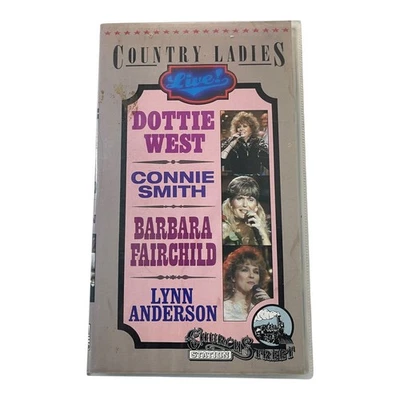 COUNTRY LADIES
Live!
DOTTIE
WEST
CONNIE
SMITH
BARBARA
FAIRCHILD
LYNN
ANDERSON
CHURCH STREET
STATION